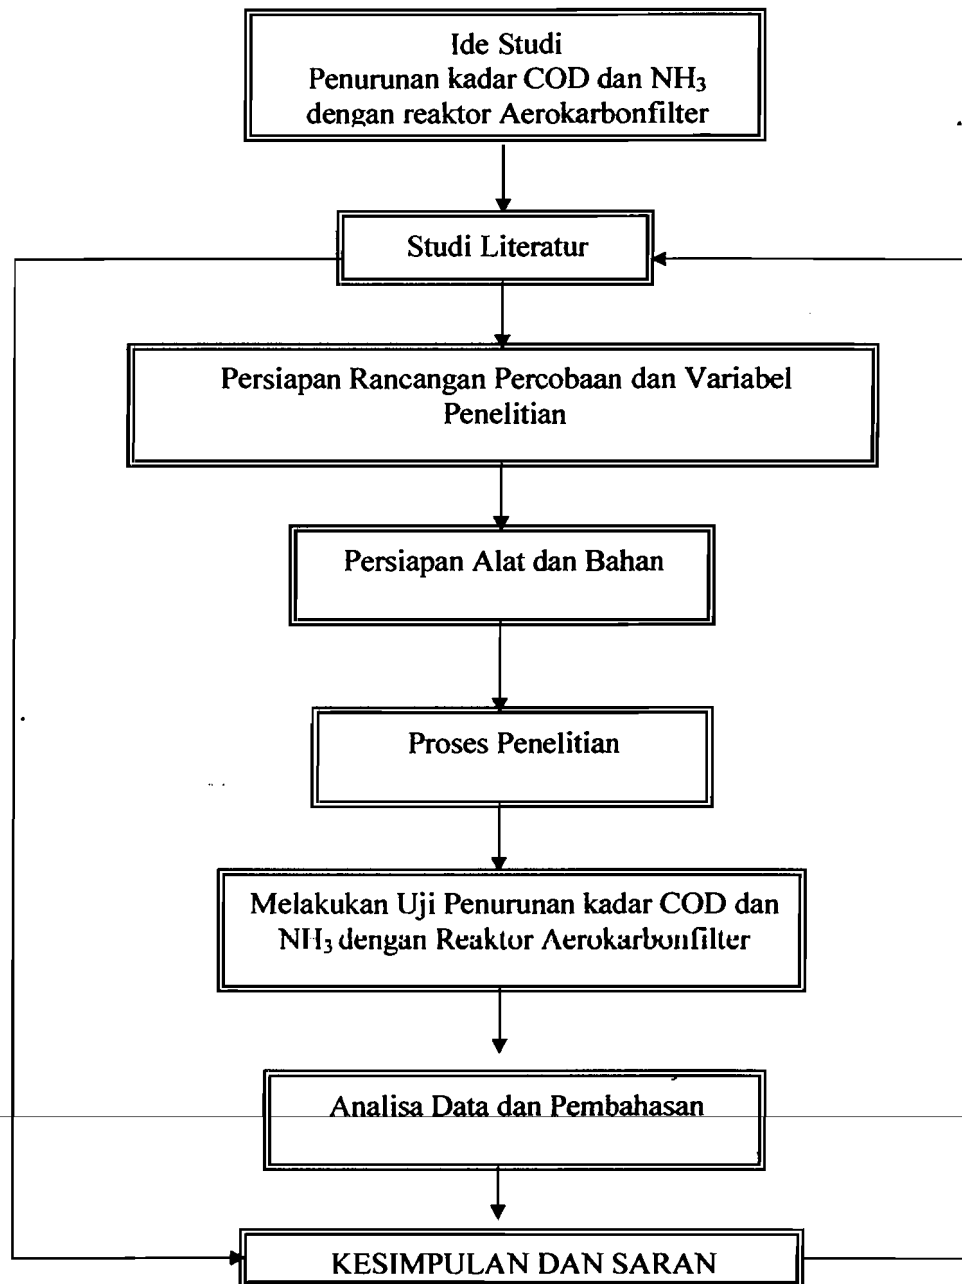 Ide Studi
Penurunan kadar COD dan NH₃
dengan reaktor Aerokarbonfilter
Studi Literatur
Persiapan Rancangan Percobaan dan Variabel
Penelitian
Persiapan Alat dan Bahan
Proses Penelitian
Melakukan Uji Penurunan kadar COD dan
NH₃ dengan Reaktor Aerokarbonfilter
Analisa Data dan Pembahasan
KESIMPULAN DAN SARAN